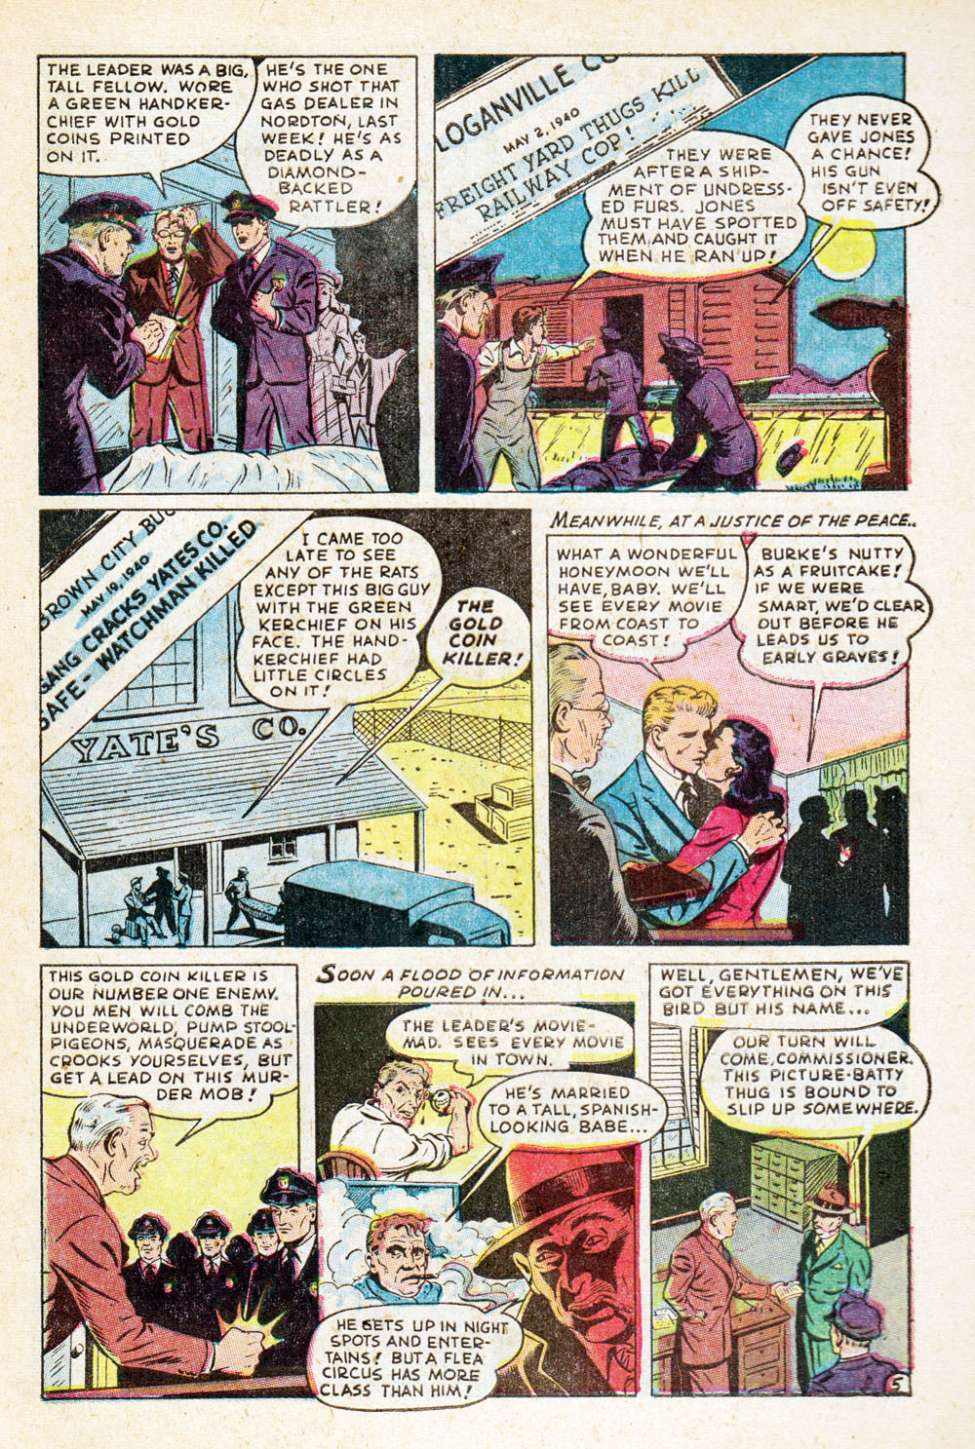 THE LEADER WAS A BIG,
TALL FELLOW. WORE
A GREEN HANDKER-
CHIEF WITH GOLD
COINS PRINTED
ON IT.
HE'S THE ONE
WHO SHOT THAT
GAS DEALER IN
NORDTON, LAST
WEEK! HE'S AS
DEADLY AS A
DIAMOND-
BACKED
RATTLER!
LOGANVILLE
MAY 2, 1940
FREIGHT YARD THUGS KILL
RAILWAY COP!
THEY WERE
AFTER A SHIP-
MENT OF UNDRESS-
ED FURS. JONES
MUST HAVE SPOTTED
THEM AND CAUGHT IT
WHEN HE RAN UP!
THEY NEVER
GAVE JONES
A CHANCE!
HIS GUN
ISN'T EVEN
OFF SAFETY!
BROWN CITY BUG
MAY 19, 1940
GANG CRACKS YATES CO.
SAFE - WATCHMAN KILLED
I CAME TOO
LATE TO SEE
ANY OF THE RATS
EXCEPT THIS BIG GUY
WITH THE GREEN
KERCHIEF ON HIS
FACE. THE HAND-
KERCHIEF HAD
LITTLE CIRCLES
ON IT!
THE
GOLD
COIN
KILLER!
YATE'S CO.
MEANWHILE, AT A JUSTICE OF THE PEACE..
WHAT A WONDERFUL
HONEYMOON WE'LL
HAVE, BABY. WE'LL
SEE EVERY MOVIE
FROM COAST TO
COAST!
BURKE'S NUTTY
AS A FRUITCAKE!
IF WE WERE
SMART, WE'D CLEAR
OUT BEFORE HE
LEADS US TO
EARLY GRAVES!
THIS GOLD COIN KILLER IS
OUR NUMBER ONE ENEMY.
YOU MEN WILL COMB THE
UNDERWORLD, PUMP STOOL-
PIGEONS, MASQUERADE AS
CROOKS YOURSELVES, BUT
GET A LEAD ON THIS MUR-
DER MOB!
SOON A FLOOD OF INFORMATION
POURED IN...
THE LEADER'S MOVIE-
MAD. SEES EVERY MOVIE
IN TOWN.
HE'S MARRIED
TO A TALL, SPANISH-
LOOKING BABE...
HE GETS UP IN NIGHT
SPOTS AND ENTER-
TAINS! BUT A FLEA
CIRCUS HAS MORE
CLASS THAN HIM!
WELL, GENTLEMEN, WE'VE
GOT EVERYTHING ON THIS
BIRD BUT HIS NAME...
OUR TURN WILL
COME, COMMISSIONER.
THIS PICTURE-BATTY
THUG IS BOUND TO
SLIP UP SOMEWHERE.
5